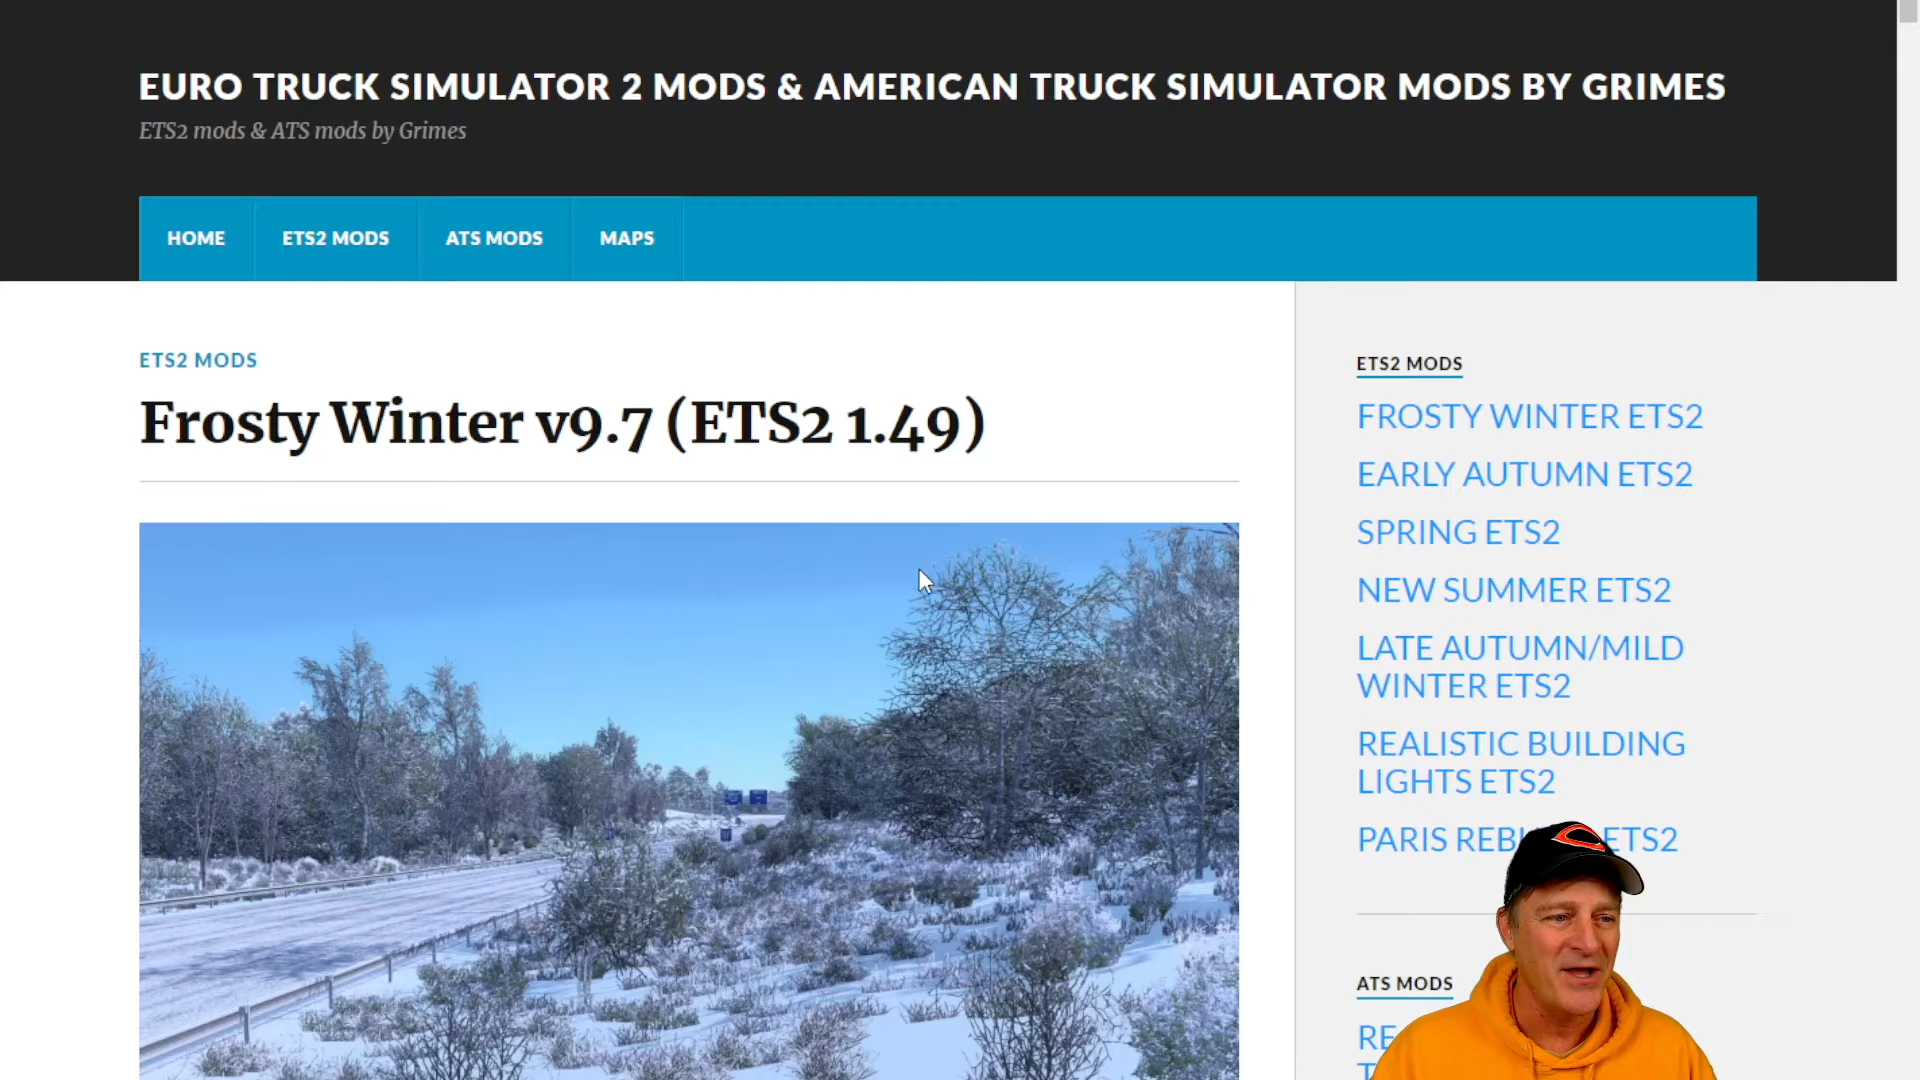 EURO TRUCK SIMULATOR 2 MODS & AMERICAN TRUCK SIMULATOR MODS BY GRIMES
ETS2 mods & ATS mods by Grimes
HOME
ETS2 MODS
ATS MODS
MAPS
ETS2 MODS
Frosty Winter v9.7 (ETS2 1.49)
ETS2 MODS
FROSTY WINTER ETS2
EARLY AUTUMN ETS2
SPRING ETS2
NEW SUMMER ETS2
LATE AUTUMN/MILD
WINTER ETS2
REALISTIC BUILDING
LIGHTS ETS2
PARIS ETS2
ATS MODS